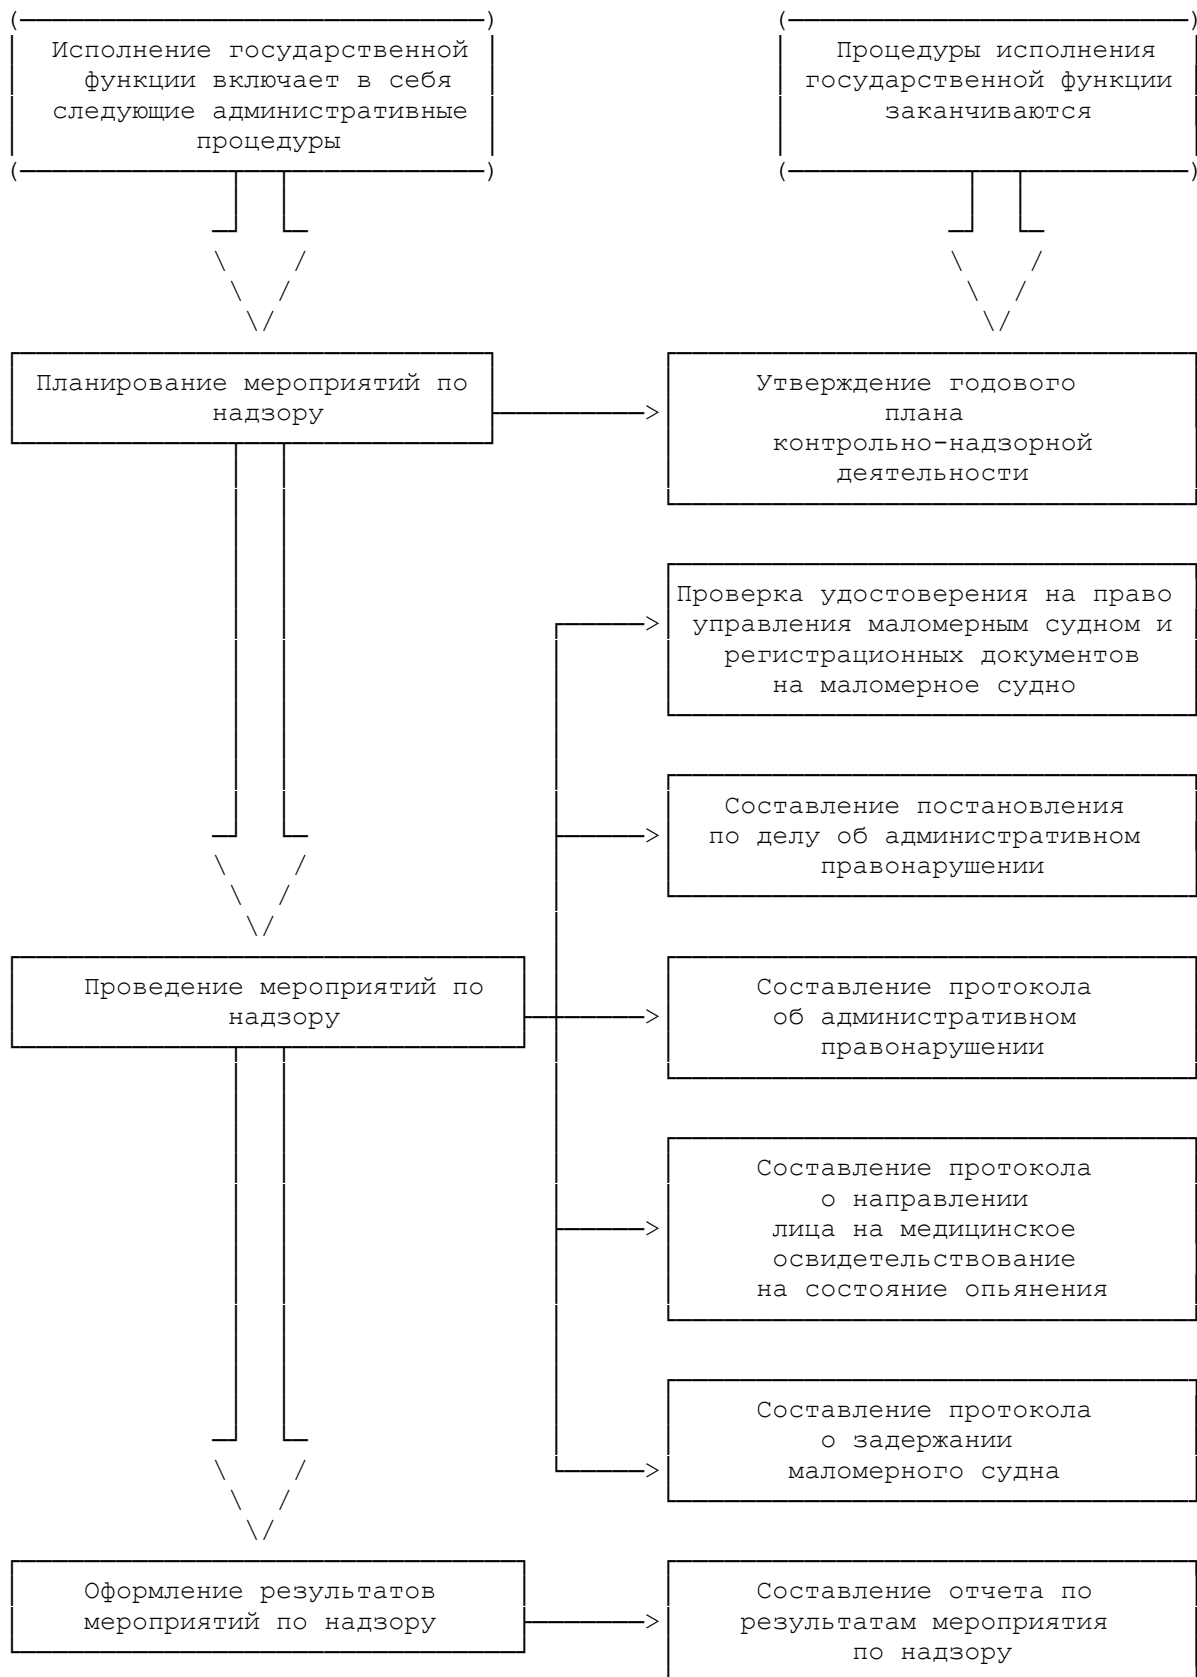 Исполнение государственной
функции включает в себя
следующие административные
процедуры
Процедуры исполнения
государственной функции
заканчиваются
Планирование мероприятий по
надзору
Утверждение годового
плана
контрольно-надзорной
деятельности
Проверка удостоверения на право
управления маломерным судном и
регистрационных документов
на маломерное судно
Составление постановления
по делу об административном
правонарушении
Проведение мероприятий по
надзору
Составление протокола
об административном
правонарушении
Составление протокола
о направлении
лица на медицинское
освидетельствование
на состояние опьянения
Составление протокола
о задержании
маломерного судна
Оформление результатов
мероприятий по надзору
Составление отчета по
результатам мероприятия
по надзору